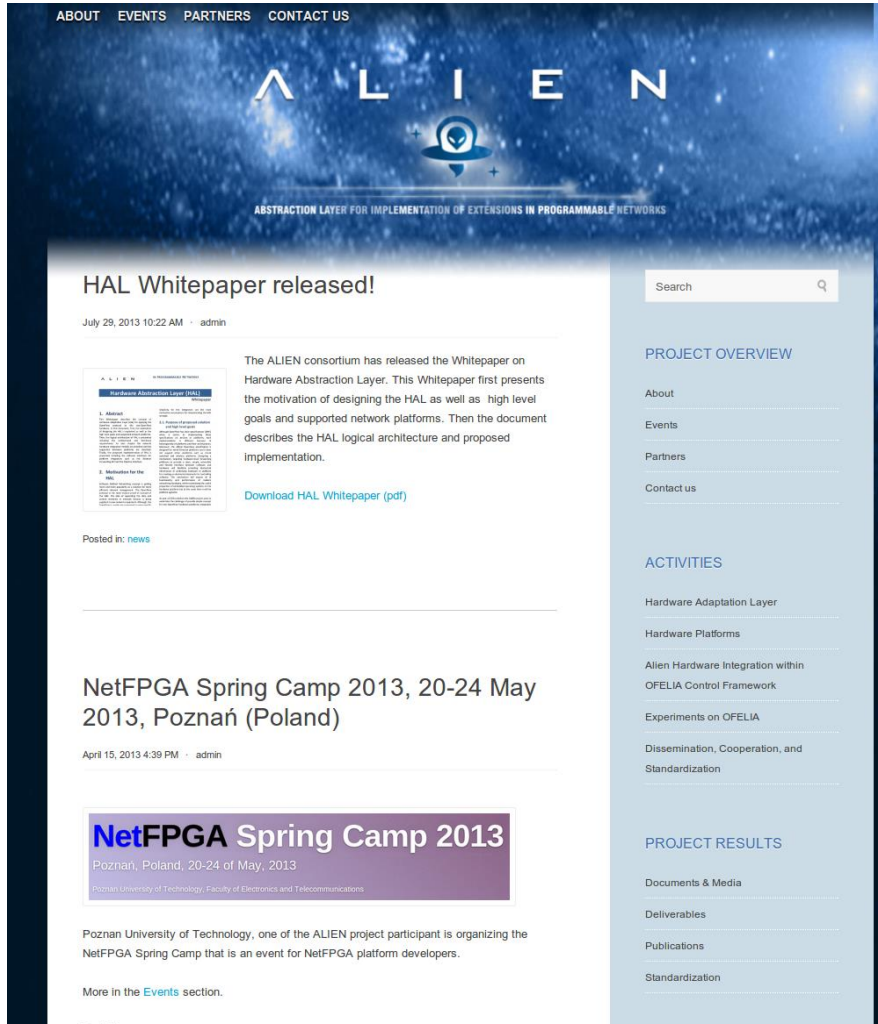 ABOUT EVENTS PARTNERS CONTACT US
ALIEN
ABSTRACTION LAYER FOR IMPLEMENTATION OF EXTENSIONS IN PROGRAMMABLE NETWORKS
HAL Whitepaper released!
July 29, 2013 10:22 AM · admin
A L I E N
Hardware Abstraction Layer (HAL)
Whitepaper
1. Abstract
2. Motivation for the
HAL
The ALIEN consortium has released the Whitepaper on
Hardware Abstraction Layer. This Whitepaper first presents
the motivation of designing the HAL as well as high level
goals and supported network platforms. Then the document
describes the HAL logical architecture and proposed
implementation.
Download HAL Whitepaper (pdf)
Posted in: news
NetFPGA Spring Camp 2013, 20-24 May
2013, Poznań (Poland)
April 15, 2013 4:39 PM · admin
NetFPGA Spring Camp 2013
Poznań, Poland, 20-24 of May, 2013
Poznań University of Technology, Faculty of Electronics and Telecommunications
Poznan University of Technology, one of the ALIEN project participant is organizing the
NetFPGA Spring Camp that is an event for NetFPGA platform developers.
More in the Events section.
Search
PROJECT OVERVIEW
About
Events
Partners
Contact us
ACTIVITIES
Hardware Adaptation Layer
Hardware Platforms
Alien Hardware Integration within
OFELIA Control Framework
Experiments on OFELIA
Dissemination, Cooperation, and
Standardization
PROJECT RESULTS
Documents & Media
Deliverables
Publications
Standardization